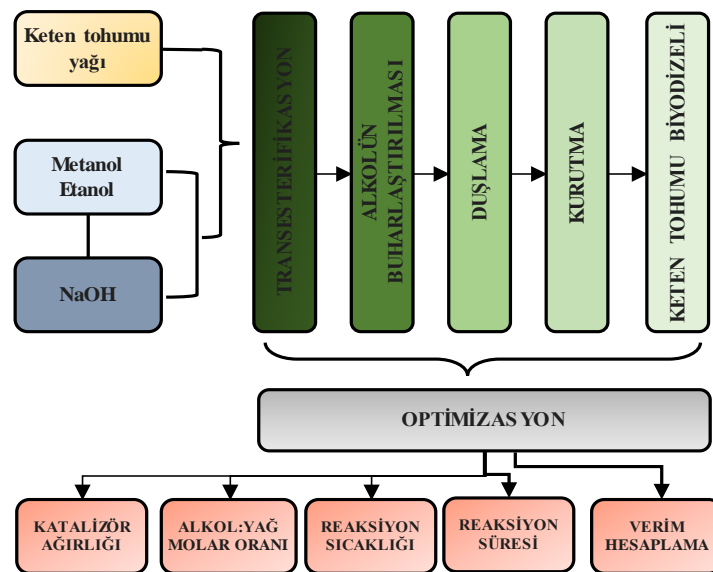 Keten tohumu
yağı
Metanol
Etanol
NaOH
TRANSESTERİFİKASYON
ALKOLÜN
BUHARLAŞTIRILMASI
DUŞLAMA
KURUTMA
KETEN TOHUMU BİYODİZELİ
OPTİMİZASYON
KATALİZÖR
AĞIRLIĞI
ALKOL:YAĞ
MOLAR ORANI
REAKSİYON
SICAKLIĞI
REAKSİYON
SÜRESİ
VERİM
HESAPLAMA